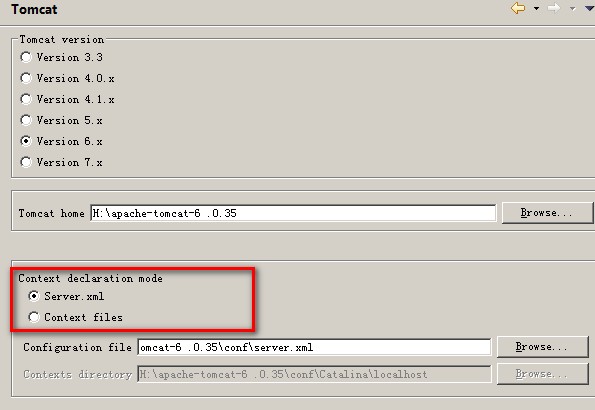 Tomcat
Tomcat version
Version 3.3
Version 4.0.x
Version 4.1.x
Version 5.x
Version 6.x
Version 7.x
Tomcat home H:\apache-tomcat-6 .0.35 Browse...
Context declaration mode
Server.xml
Context files
Configuration file omcat-6 .0.35\conf\server.xml Browse...
Contexts directory H:\apache-tomcat-6 .0.35\conf\Catalina\localhost Browse...